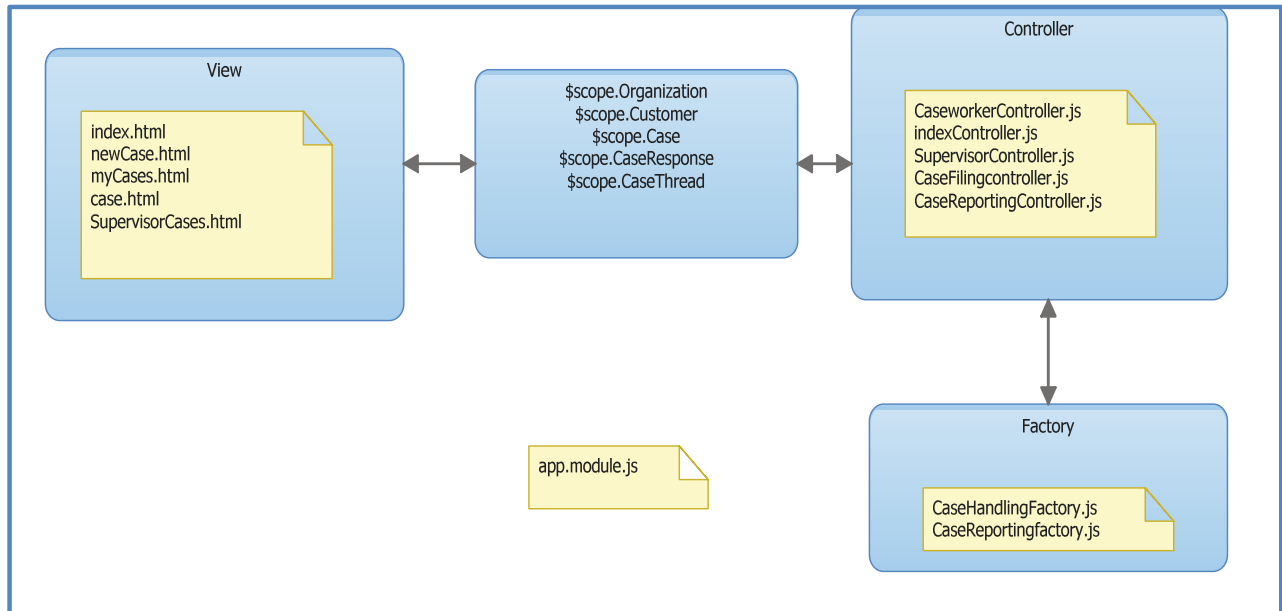 View
index.html
newCase.html
myCases.html
case.html
SupervisorCases.html
$scope.Organization
$scope.Customer
$scope.Case
$scope.CaseResponse
$scope.CaseThread
Controller
CaseworkerController.js
indexController.js
SupervisorController.js
CaseFilingcontroller.js
CaseReportingController.js
app.module.js
Factory
CaseHandlingFactory.js
CaseReportingfactory.js